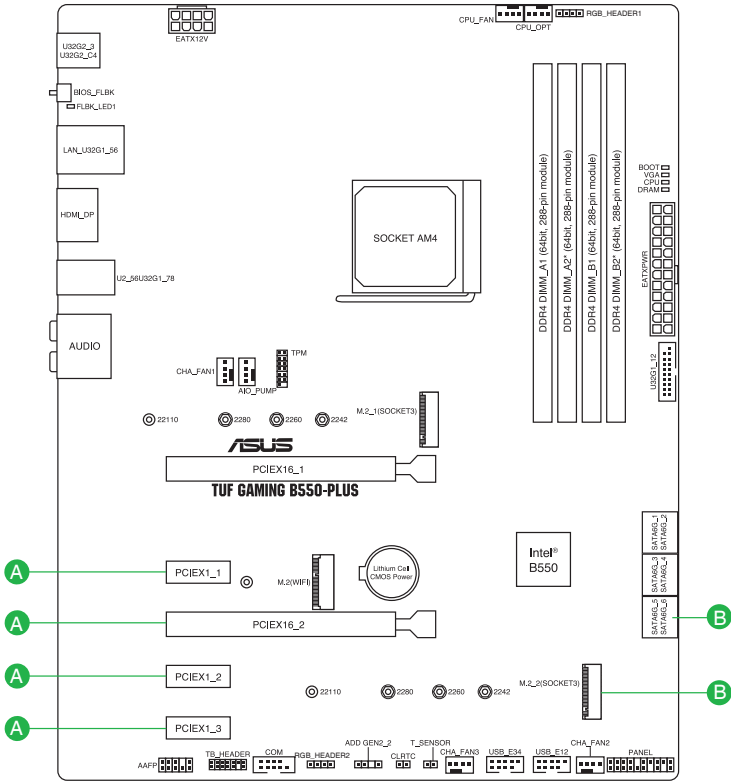 EATX12V
CPU_FAN
CPU_OPT
RGB_HEADER1
U32G2_3
U32G2_C4
BIOS_FLBK
FLBK_LED1
LAN_U32G1_56
HDMI_DP
U2_56U32G1_78
AUDIO
SOCKET AM4
DDR4 DIMM_A1 (64bit, 288-pin module)
DDR4 DIMM_A2* (64bit, 288-pin module)
DDR4 DIMM_B1 (64bit, 288-pin module)
DDR4 DIMM_B2* (64bit, 288-pin module)
BOOT
VGA
CPU
DRAM
EATXPWR
U32G1_12
CHA_FAN1
AIO_PUMP
TPM
M.2_1(SOCKET3)
22110
2280
2260
2242
ASUS
PCIEX16_1
TUF GAMING B550-PLUS
SATA6G_1
SATA6G_2
Intel®
B550
A
PCIEX1_1
M.2(WIFI)
Lithium Cell
CMOS Power
SATA6G_3
SATA6G_4
A
PCIEX16_2
SATA6G_5
SATA6G_6
B
A
PCIEX1_2
22110
2280
2260
2242
M.2_2(SOCKET3)
B
A
PCIEX1_3
AAFP
TB_HEADER
COM
RGB_HEADER2
ADD GEN2_2
CLRTC
T_SENSOR
CHA_FAN3
USB_E34
USB_E12
CHA_FAN2
PANEL